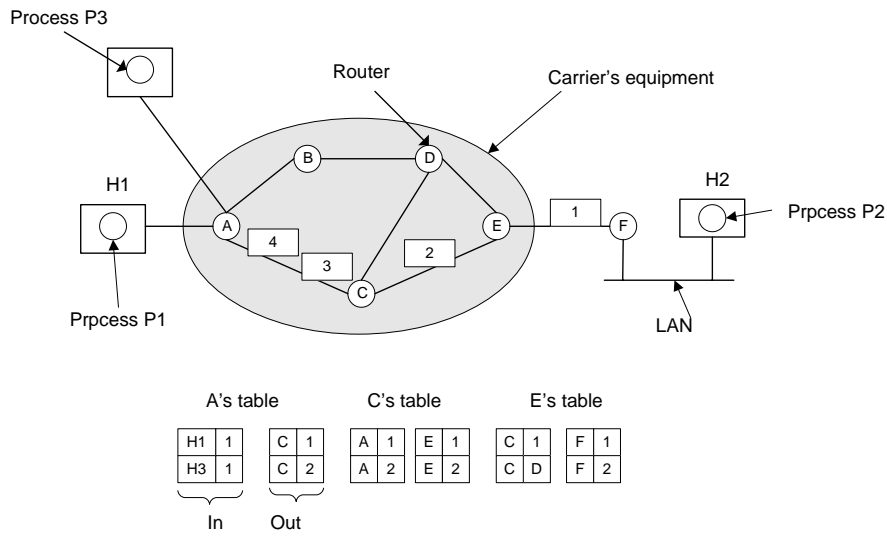 Process P3
Router
Carrier's equipment
H1
B
D
H2
A
4
3
2
E
1
F
Prpcess P2
C
Prpcess P1
LAN
A's table
C's table
E's table
H1 1 C 1 A 1 E 1 C 1 F 1
H3 1 C 2 A 2 E 2 C D F 2
In
Out